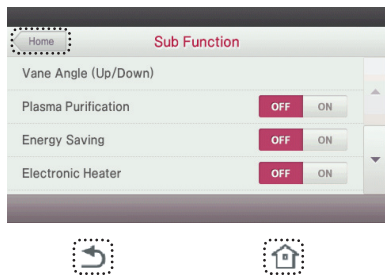 Home Sub Function
Vane Angle (Up/Down)
Plasma Purification OFF ON
Energy Saving OFF ON
Electronic Heater OFF ON